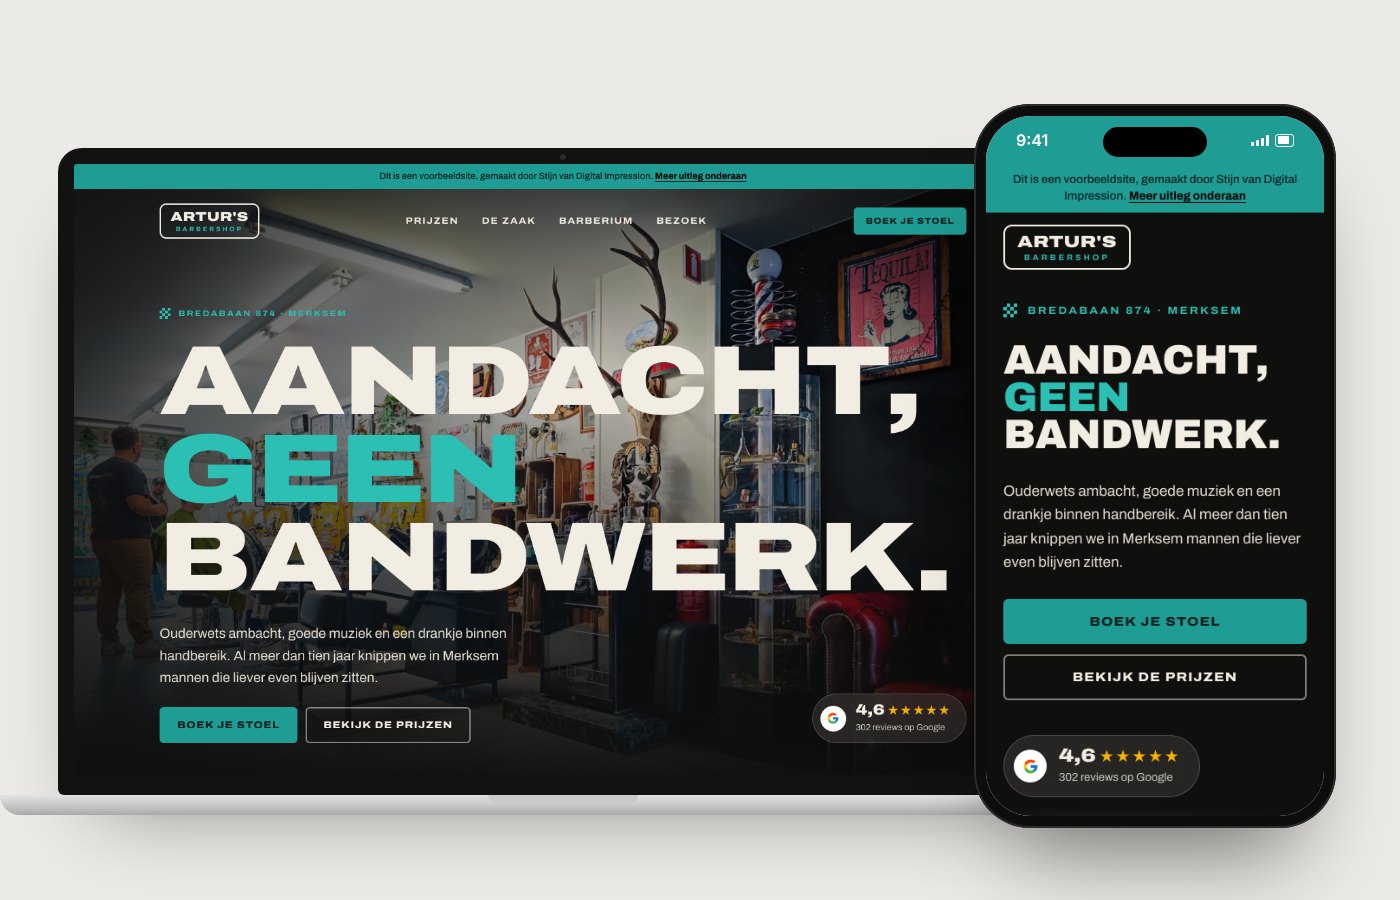 Dit is een voorbeeldsite, gemaakt door Stijn van Digital Impression. Meer uitleg onderaan
ARTUR'S
BARBERSHOP
PRIJZEN
DE ZAAK
BARBERIUM
BEZOEK
BOEK JE STOEL
TEQUILA!
BREDABAAN 874 · MERKSEM
AANDACHT,
GEEN
BANDWERK.
Ouderwets ambacht, goede muziek en een drankje binnen
handbereik. Al meer dan tien jaar knippen we in Merksem
mannen die liever even blijven zitten.
BOEK JE STOEL
BEKIJK DE PRIJZEN
4,6
302 reviews op Google
9:41
Dit is een voorbeeldsite, gemaakt door Stijn van Digital
Impression. Meer uitleg onderaan
ARTUR'S
BARBERSHOP
BREDABAAN 874 · MERKSEM
AANDACHT,
GEEN
BANDWERK.
Ouderwets ambacht, goede muziek en een
drankje binnen handbereik. Al meer dan tien
jaar knippen we in Merksem mannen die liever
even blijven zitten.
BOEK JE STOEL
BEKIJK DE PRIJZEN
4,6
302 reviews op Google